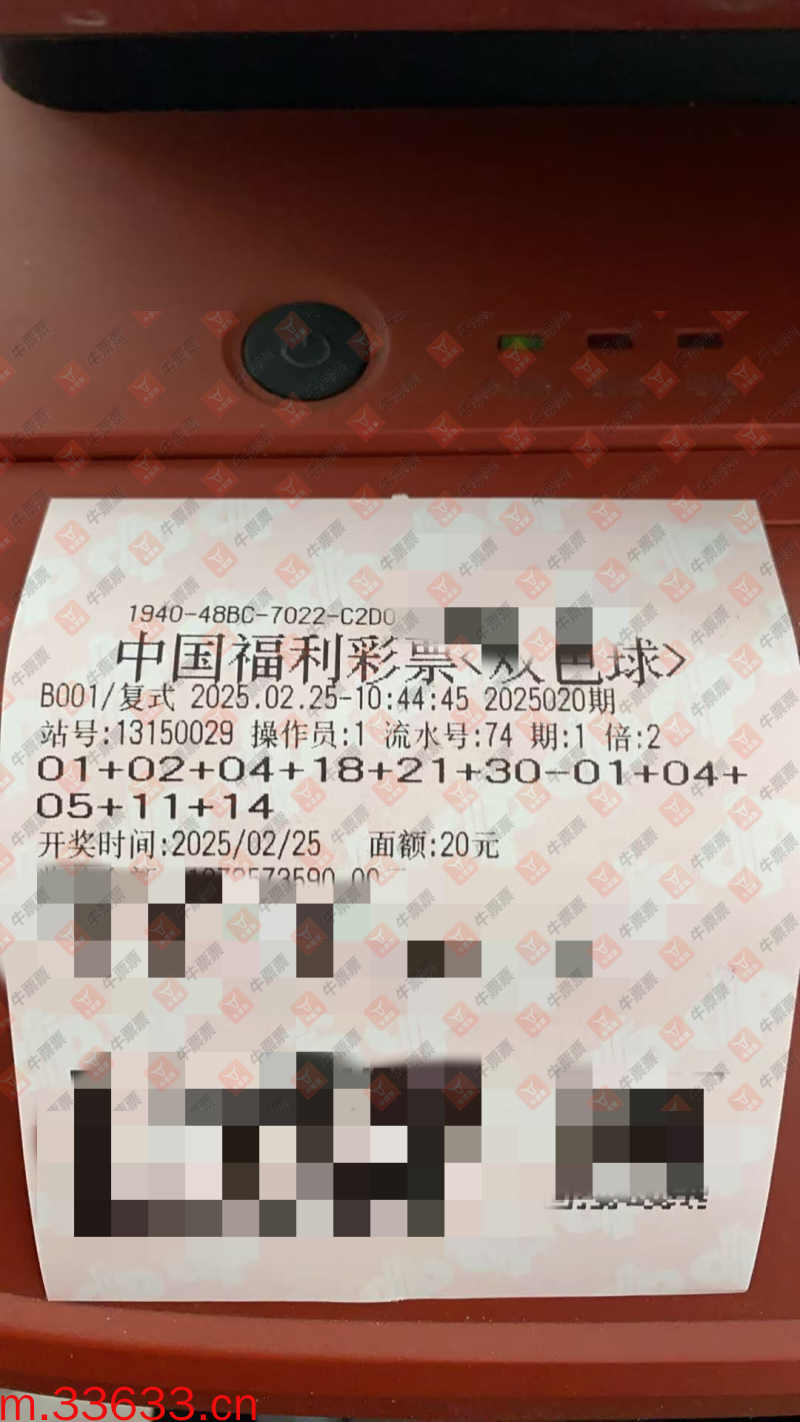 1940-48BC-7022-C2D0
中国福利彩票<双色球>
B001/复式 2025.02.25-10:44:45 2025020期
站号:13150029 操作员:1 流水号:74 期:1 倍:2
01+02+04+18+21+30-01+04+
05+11+14
开奖时间:2025/02/25 面额:20元
牛票票
m.33633.cn